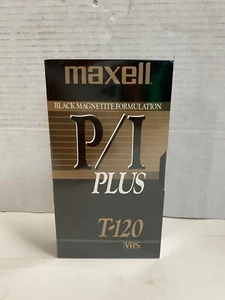 maxell
BLACK MAGNETITE FORMULATION
P/I
PLUS
T-120
VHS